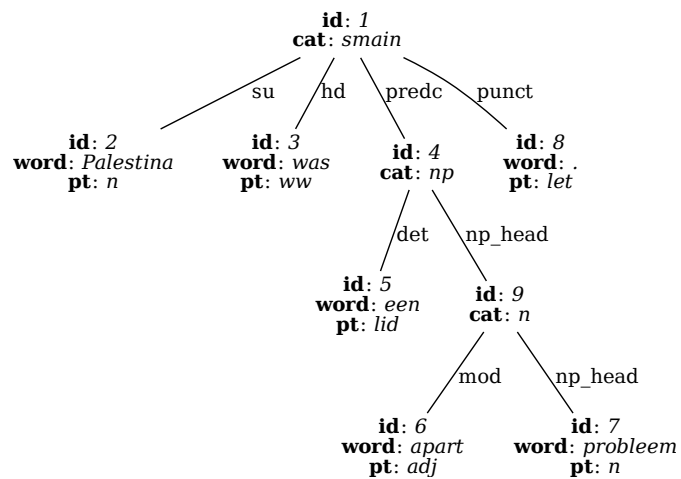 id: 1
cat: smain
su
hd
predc
punct
id: 2
word: Palestina
pt: n
id: 3
word: was
pt: ww
id: 4
cat: np
id: 8
word: .
pt: let
det
np_head
id: 5
word: een
pt: lid
id: 9
cat: n
mod
np_head
id: 6
word: apart
pt: adj
id: 7
word: probleem
pt: n